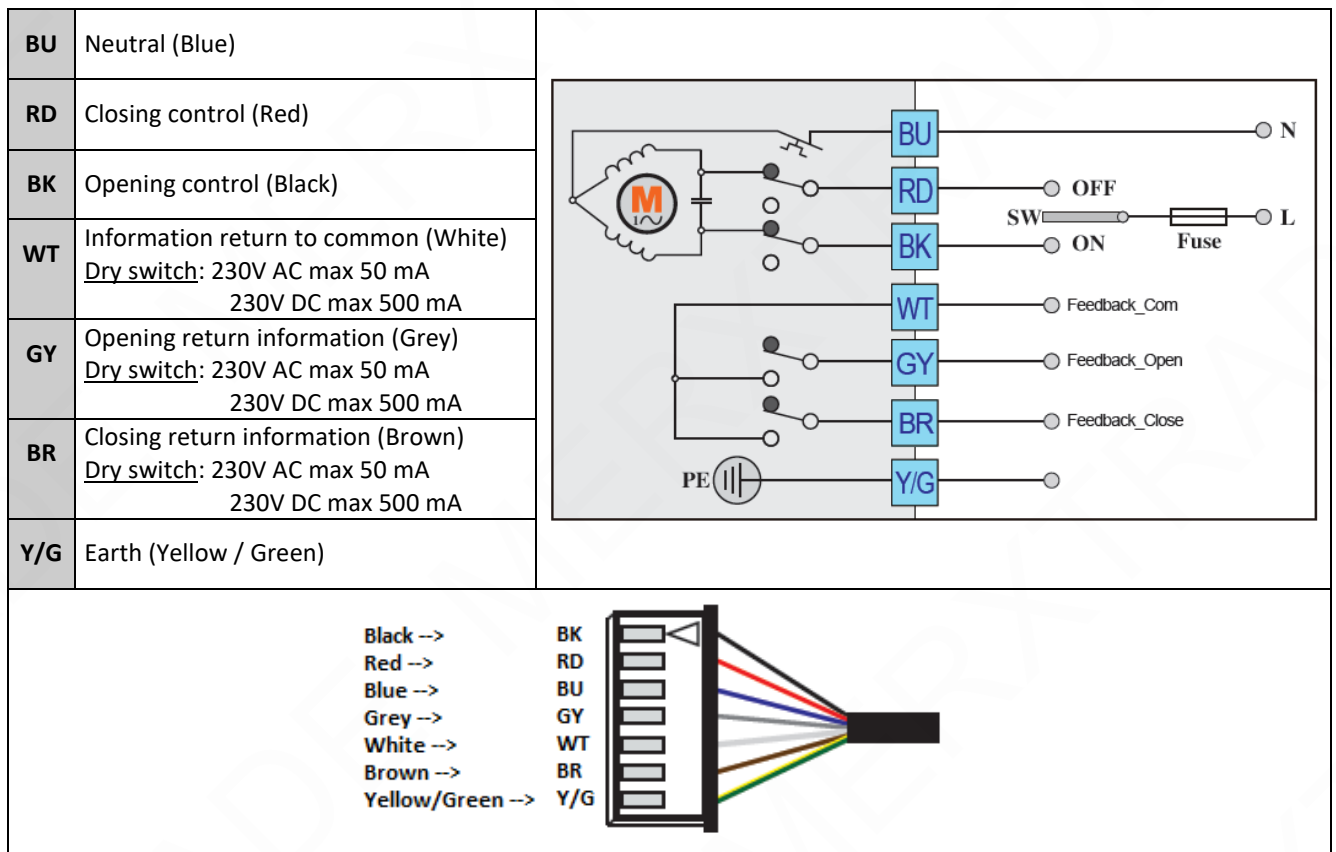 BU Neutral (Blue)
RD Closing control (Red)
BK Opening control (Black)
WT Information return to common (White)
Dry switch: 230V AC max 50 mA
230V DC max 500 mA
GY Opening return information (Grey)
Dry switch: 230V AC max 50 mA
230V DC max 500 mA
BR Closing return information (Brown)
Dry switch: 230V AC max 50 mA
230V DC max 500 mA
Y/G Earth (Yellow / Green)
BU N
M
1
RD OFF
SW L
BK ON Fuse
WT Feedback_Com
GY Feedback_Open
BR Feedback_Close
PE Y/G
Black --> BK
Red --> RD
Blue --> BU
Grey --> GY
White --> WT
Brown --> BR
Yellow/Green --> Y/G